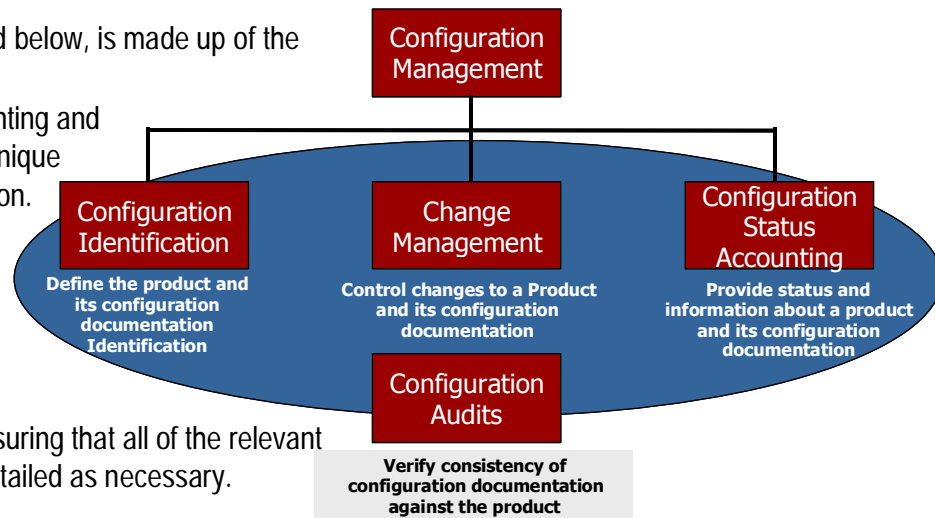 d below, is made up of the
nting and
nique
on.
Configuration
Management
Configuration
Identification
Define the product and
its configuration
documentation
Identification
Change
Management
Control changes to a Product
and its configuration
documentation
Configuration
Status
Accounting
Provide status and
information about a product
and its configuration
documentation
Configuration
Audits
Verify consistency of
configuration documentation
against the product
suring that all of the relevant
tailed as necessary.